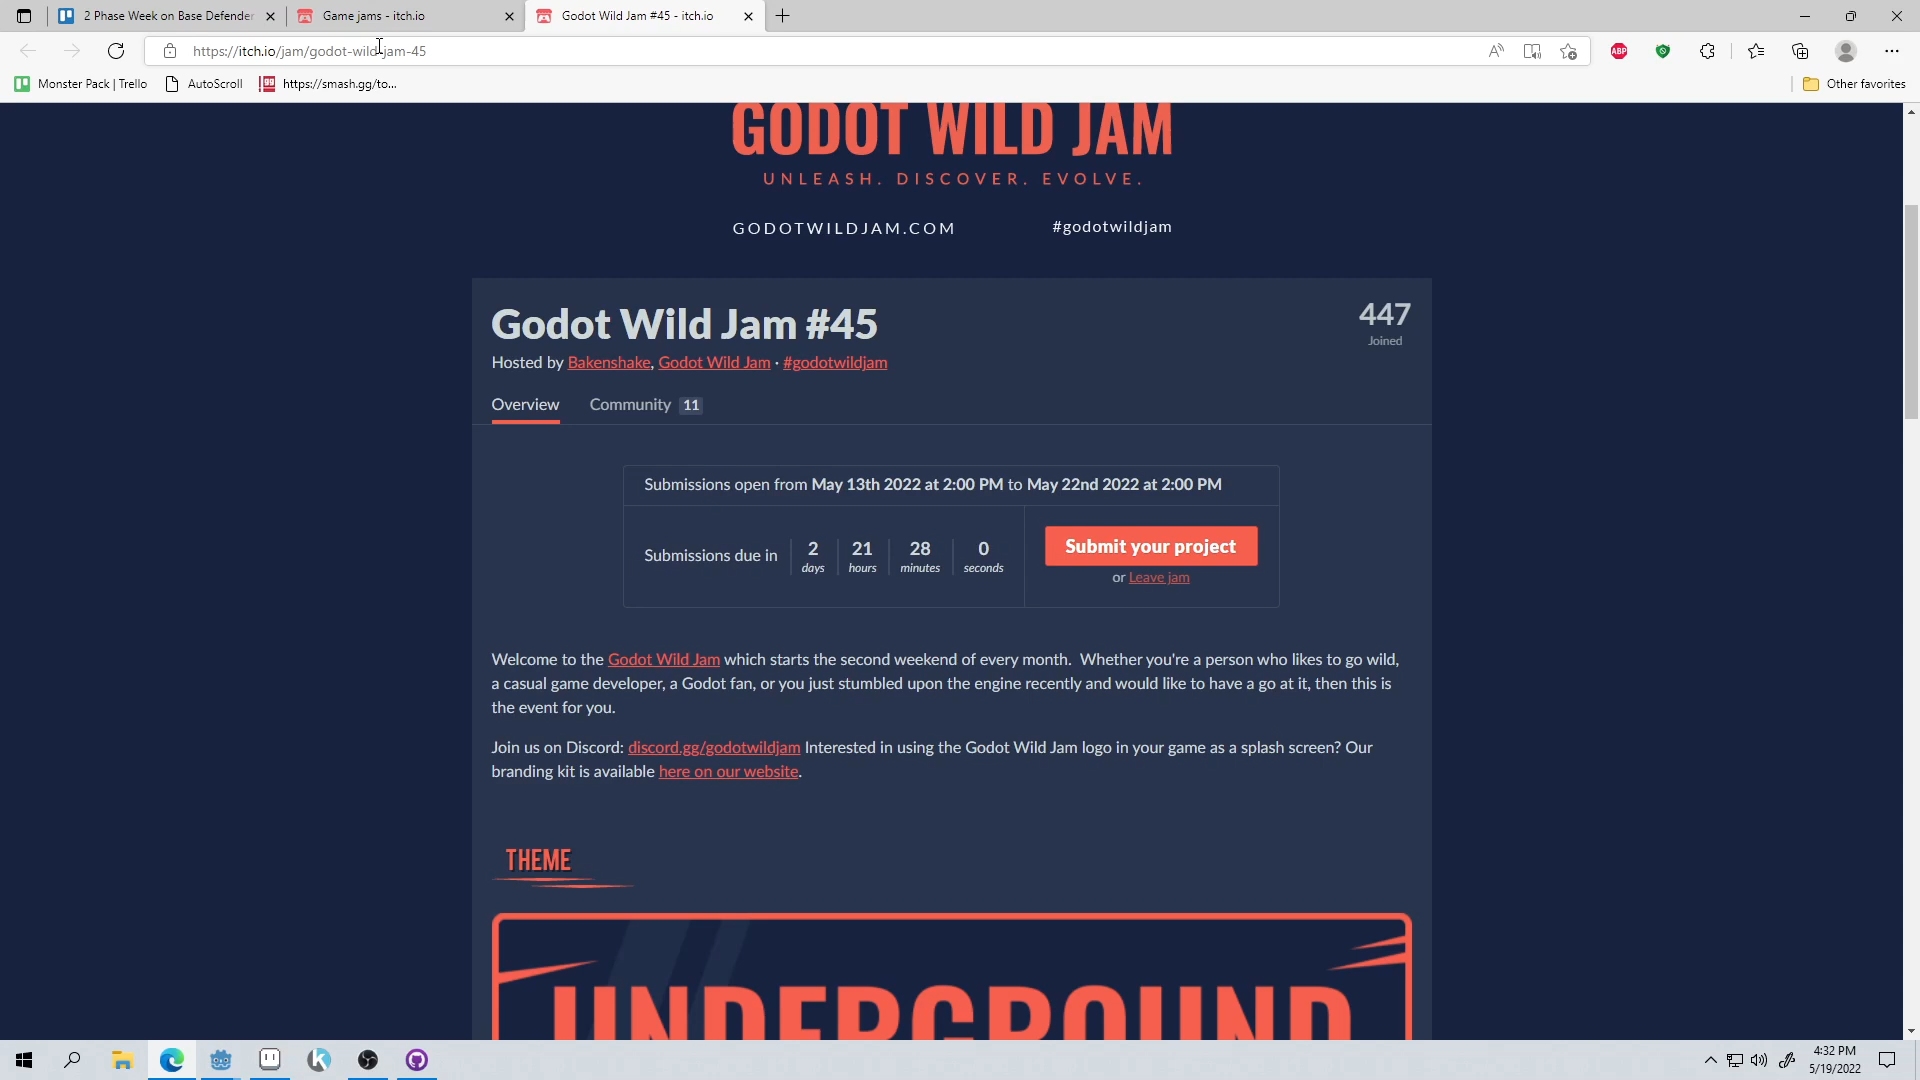 2 Phase Week on Base Defender
Game jams - itch.io
Godot Wild Jam #45 - itch.io
https://itch.io/jam/godot-wild-jam-45
Monster Pack | Trello
AutoScroll
https://smash.gg/to...
Other favorites
GODOT WILD JAM
UNLEASH. DISCOVER. EVOLVE.
GODOTWILDJAM.COM
#godotwildjam
Godot Wild Jam #45
447
Joined
Hosted by Bakenshake, Godot Wild Jam · #godotwildjam
Overview
Community 11
Submissions open from May 13th 2022 at 2:00 PM to May 22nd 2022 at 2:00 PM
Submissions due in
2 days
21 hours
28 minutes
0 seconds
Submit your project
or Leave jam
Welcome to the Godot Wild Jam which starts the second weekend of every month. Whether you're a person who likes to go wild,
a casual game developer, a Godot fan, or you just stumbled upon the engine recently and would like to have a go at it, then this is
the event for you.
Join us on Discord: discord.gg/godotwildjam Interested in using the Godot Wild Jam logo in your game as a splash screen? Our
branding kit is available here on our website.
THEME
UNDERGROUND
4:32 PM
5/19/2022